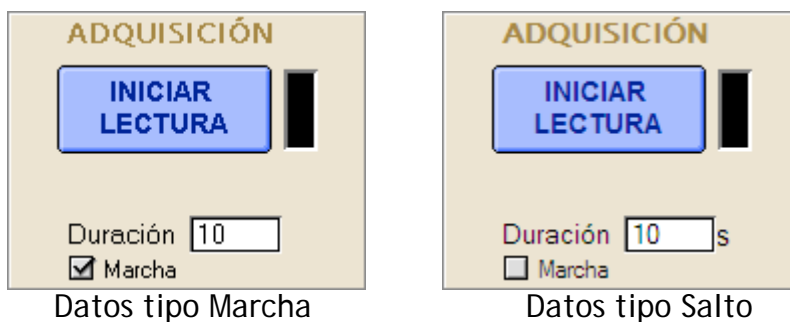 ADQUISICIÓN
INICIAR
LECTURA
Duración 10
Marcha
Datos tipo Marcha
ADQUISICIÓN
INICIAR
LECTURA
Duración 10 s
Marcha
Datos tipo Salto